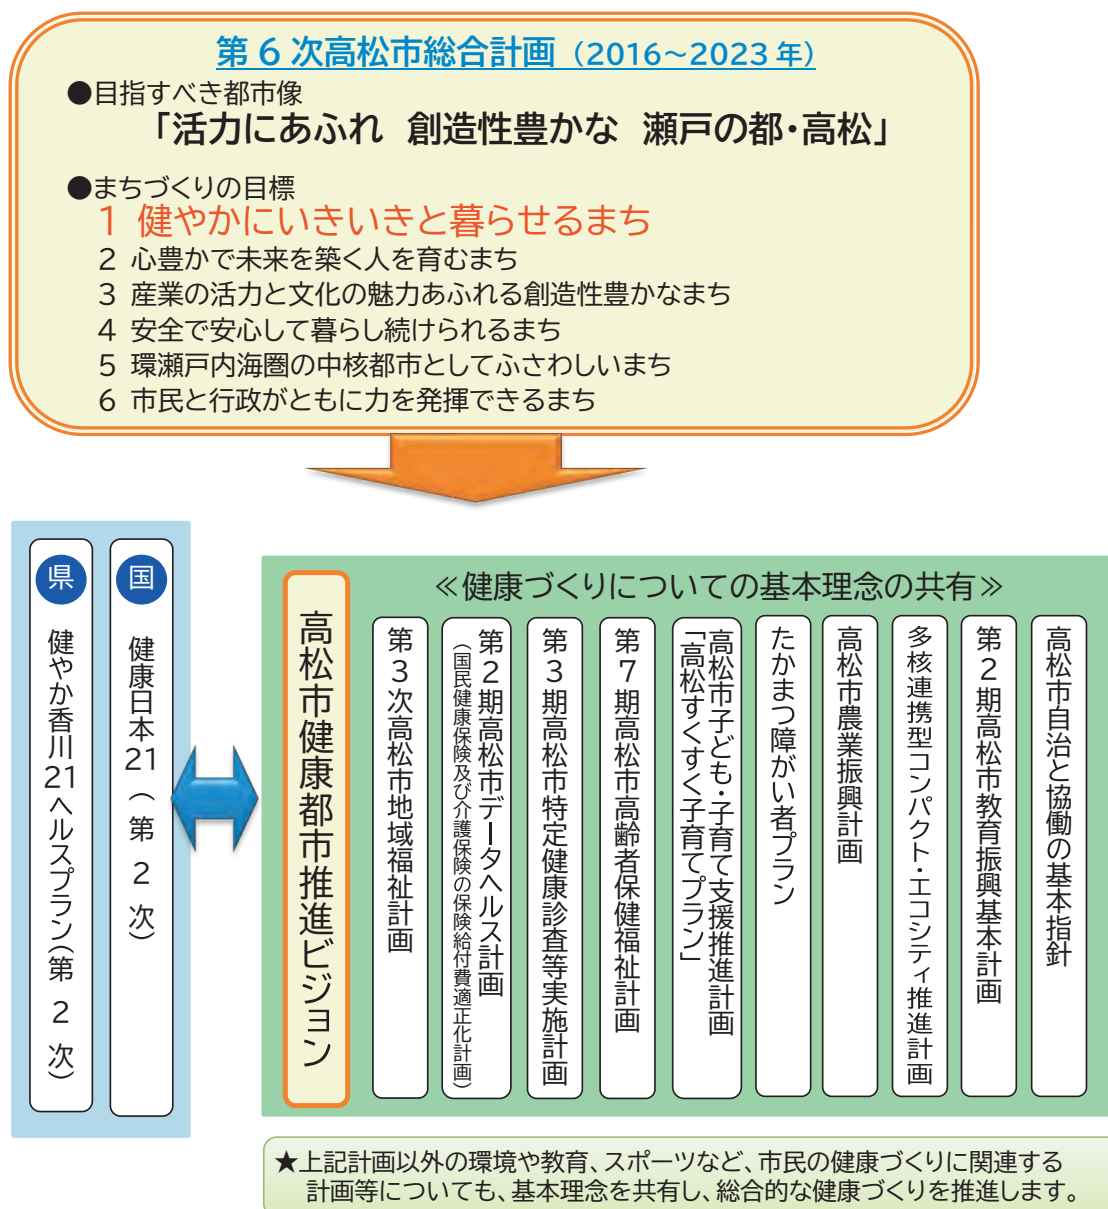 第6次高松市総合計画（2016～2023年）
●目指すべき都市像
「活力にあふれ 創造性豊かな 瀬戸の都・高松」
●まちづくりの目標
1 健やかにいきいきと暮らせるまち
2 心豊かで未来を築く人を育むまち
3 産業の活力と文化の魅力あふれる創造性豊かなまち
4 安全で安心して暮らし続けられるまち
5 環瀬戸内海圏の中核都市としてふさわしいまち
6 市民と行政がともに力を発揮できるまち
県 健やか香川21ヘルスプラン（第2次）
国 健康日本21（第2次）
≪健康づくりについての基本理念の共有≫
高松市健康都市推進ビジョン
第3次高松市地域福祉計画
第2期高松市データヘルス計画
（国民健康保険及び介護保険の保険給付費適正化計画）
第3期高松市特定健康診査等実施計画
第7期高松市高齢者保健福祉計画
高松市子ども・子育て支援推進計画
「高松すくすく子育てプラン」
たかまつ障がい者プラン
高松市農業振興計画
多核連携型コンパクト・エコシティ推進計画
第2期高松市教育振興基本計画
高松市自治と協働の基本指針
★上記計画以外の環境や教育、スポーツなど、市民の健康づくりに関連する
計画等についても、基本理念を共有し、総合的な健康づくりを推進します。